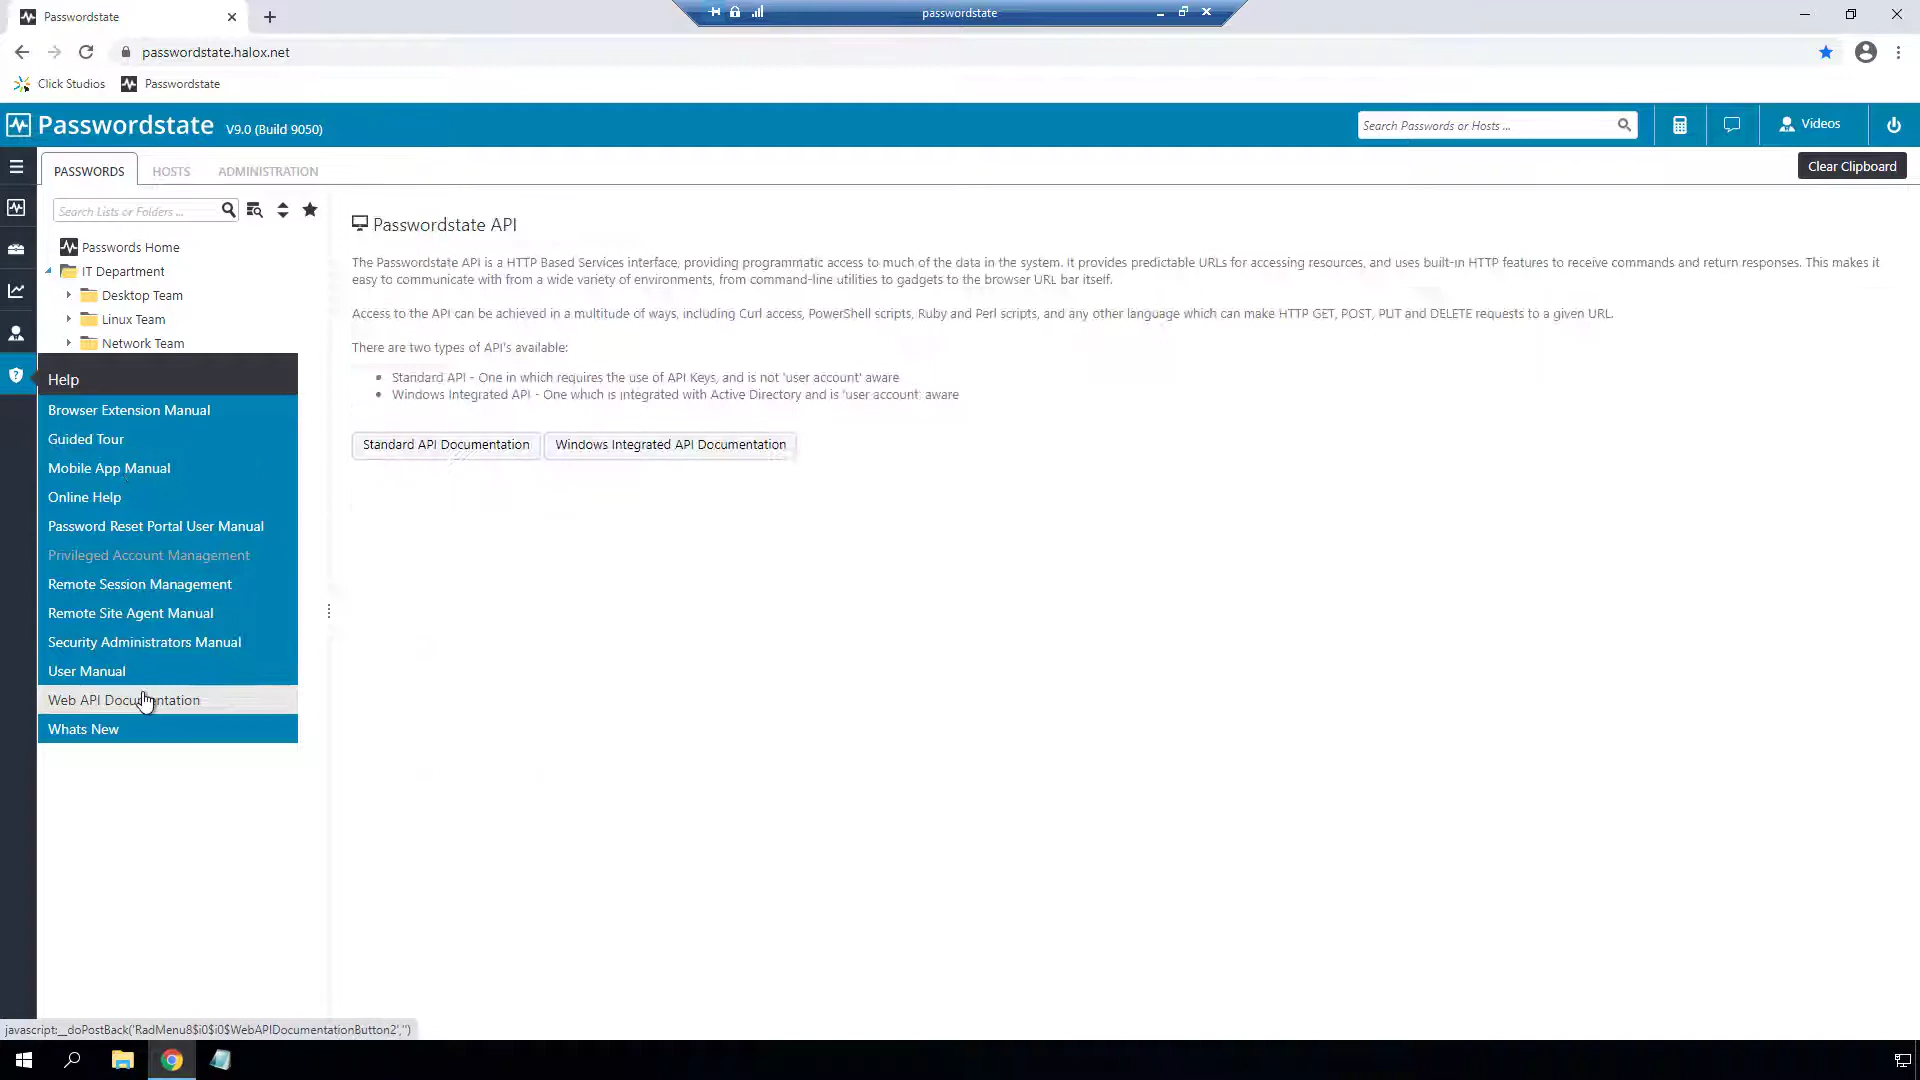 Passwordstate
passwordstate
passwordstate.halox.net
Click Studios
Passwordstate
Passwordstate V9.0 (Build 9050)
Search Passwords or Hosts ...
Videos
PASSWORDS
HOSTS
ADMINISTRATION
Clear Clipboard
Search Lists or Folders ...
Passwords Home
IT Department
Desktop Team
Linux Team
Network Team
Help
Browser Extension Manual
Guided Tour
Mobile App Manual
Online Help
Password Reset Portal User Manual
Privileged Account Management
Remote Session Management
Remote Site Agent Manual
Security Administrators Manual
User Manual
Web API Documentation
Whats New
Passwordstate API
The Passwordstate API is a HTTP Based Services interface, providing programmatic access to much of the data in the system. It provides predictable URLs for accessing resources, and uses built-in HTTP features to receive commands and return responses. This makes it
easy to communicate with from a wide variety of environments, from command-line utilities to gadgets to the browser URL bar itself.
Access to the API can be achieved in a multitude of ways, including Curl access, PowerShell scripts, Ruby and Perl scripts, and any other language which can make HTTP GET, POST, PUT and DELETE requests to a given URL.
There are two types of API's available:
Standard API - One in which requires the use of API Keys, and is not 'user account' aware
Windows Integrated API - One which is integrated with Active Directory and is 'user account' aware
Standard API Documentation
Windows Integrated API Documentation
javascript:__doPostBack('RadMenu8$i0$i0$WebAPIDocumentationButton2','')